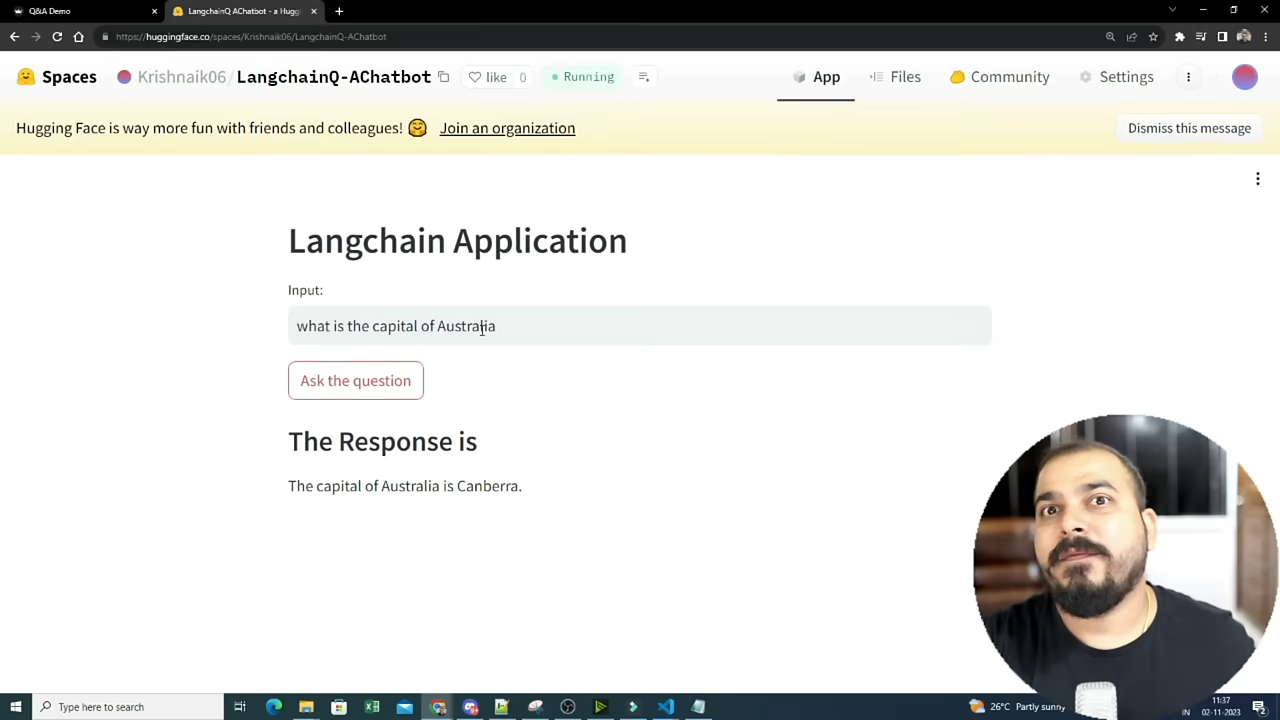 Q&A Demo
LangchainQ AChatbot - a Hugg
https://huggingface.co/spaces/Krishnaik06/LangchainQ-AChatbot
Spaces Krishnaik06/LangchainQ-AChatbot like 0 Running App Files Community Settings
Hugging Face is way more fun with friends and colleagues! 🤗 Join an organization Dismiss this message
Langchain Application
Input:
what is the capital of Australia
Ask the question
The Response is
The capital of Australia is Canberra.
Type here to search 26°C Partly sunny IN 11:37
02-11-2023 2